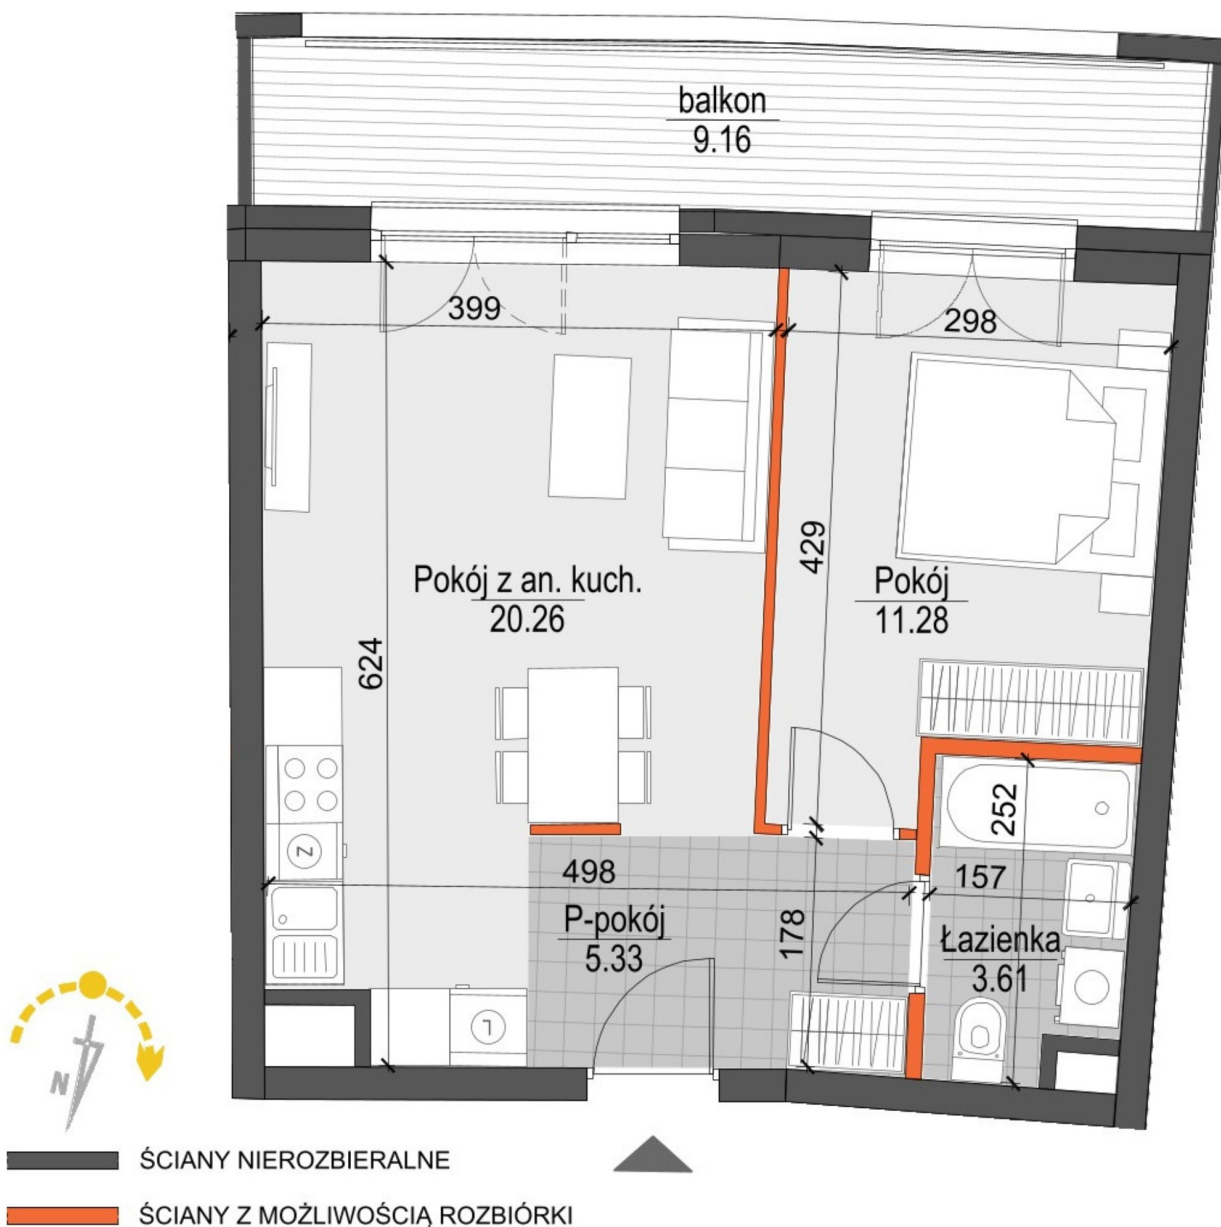 balkon
9.16
399
298
429
Pokój z an. kuch.
20.26
Pokój
11.28
624
252
Z
498
157
P-pokój
5.33
178
Łazienka
3.61
L
N
ŚCIANY NIEROZBIERALNE
ŚCIANY Z MOŻLIWOŚCIĄ ROZBIÓRKI